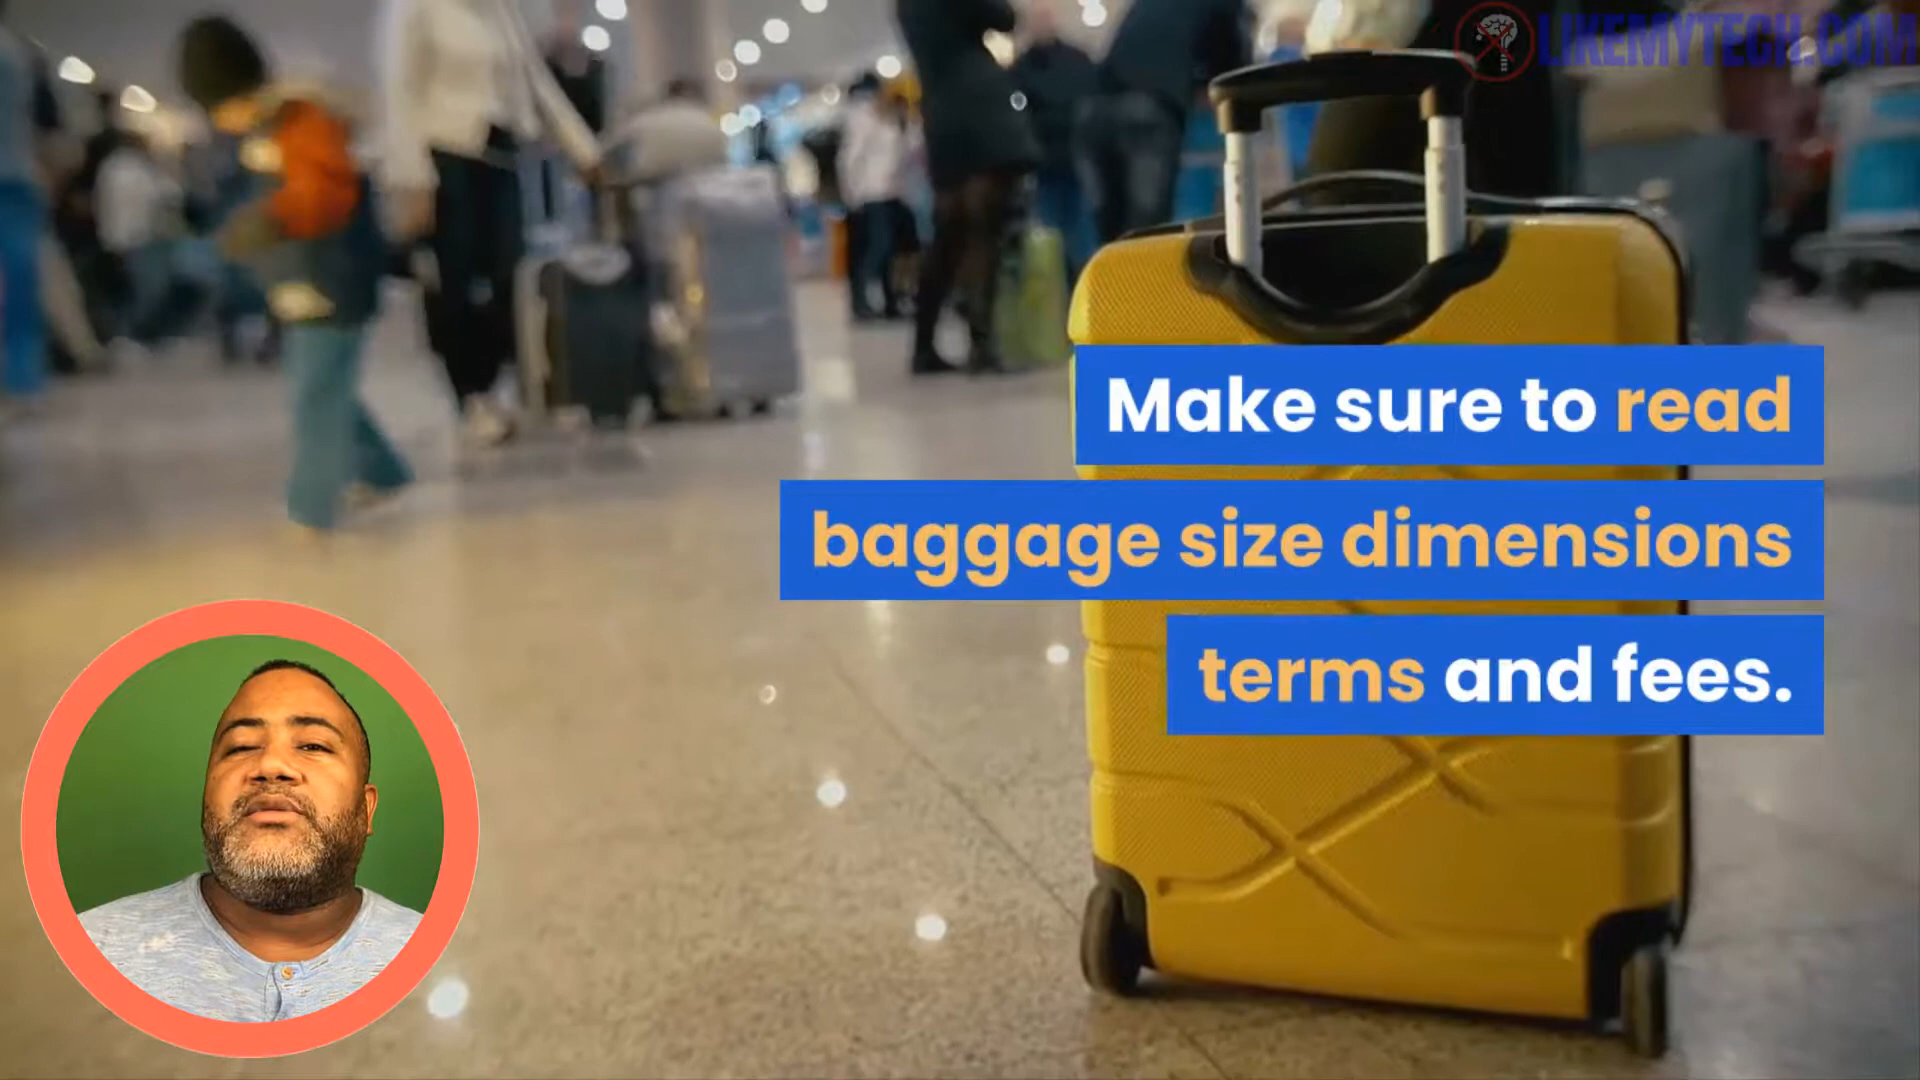 LIKEMYTECH.COM
Make sure to read
baggage size dimensions
terms and fees.